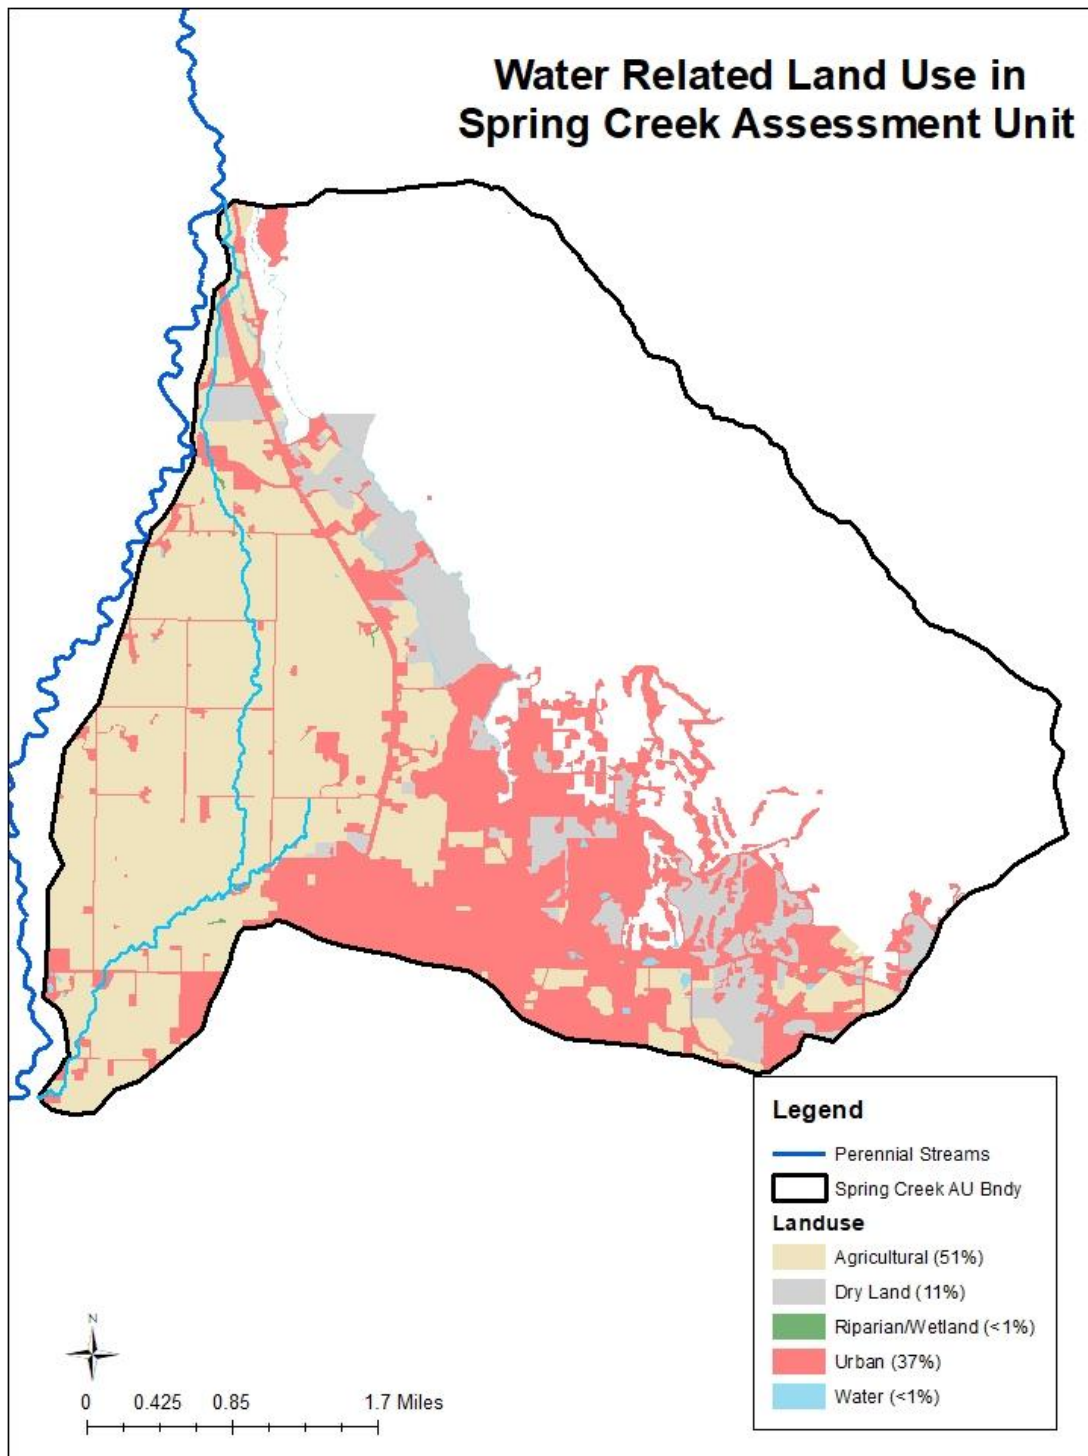 Water Related Land Use in
Spring Creek Assessment Unit
Legend
Perennial Streams
Spring Creek AU Bndy
Landuse
Agricultural (51%)
Dry Land (11%)
Riparian/Wetland (<1%)
Urban (37%)
Water (<1%)
N
0 0.425 0.85 1.7 Miles